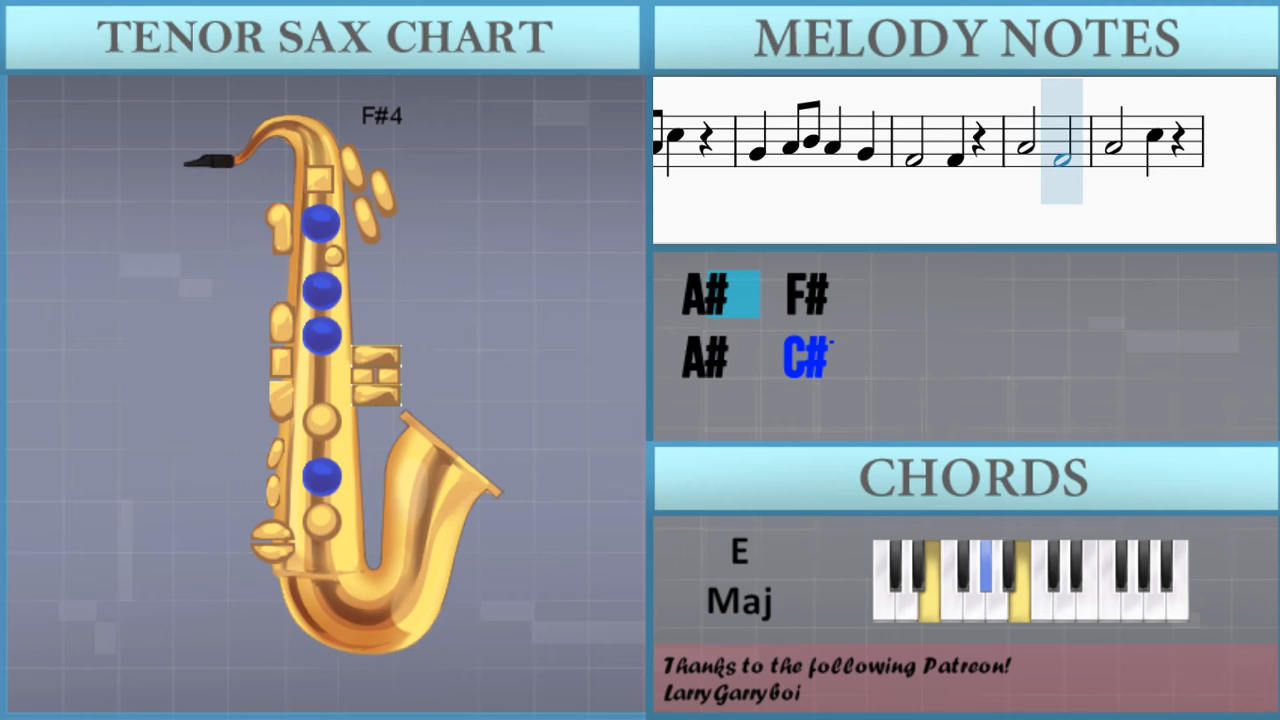 TENOR SAX CHART
F#4
MELODY NOTES
A# F#
A# C#-
CHORDS
E
Maj
Thanks to the following Patreon!
LarryGarryboi